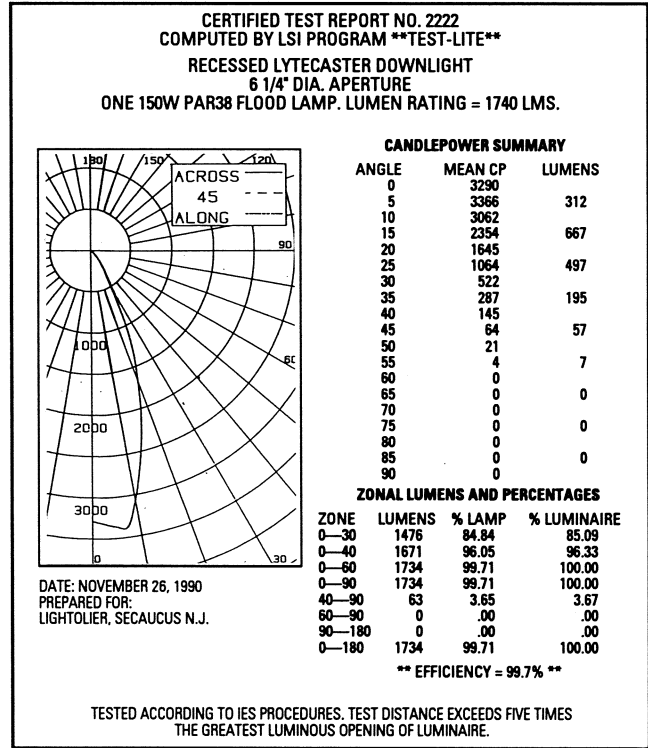 CERTIFIED TEST REPORT NO. 2222
COMPUTED BY LSI PROGRAM **TEST-LITE**
RECESSED LYTECASTER DOWNLIGHT
6 1/4" DIA. APERTURE
ONE 150W PAR38 FLOOD LAMP. LUMEN RATING = 1740 LMS.
180 150 120
ACROSS
45
ALONG
90
60
1000
2000
3000
0 30
DATE: NOVEMBER 26, 1990
PREPARED FOR:
LIGHTOLIER, SECAUCUS N.J.
CANDLEPOWER SUMMARY
ANGLE MEAN CP LUMENS
0 3290
5 3366 312
10 3062
15 2354 667
20 1645
25 1064 497
30 522
35 287 195
40 145
45 64 57
50 21
55 4 7
60 0
65 0 0
70 0
75 0 0
80 0
85 0 0
90 0
ZONAL LUMENS AND PERCENTAGES
ZONE LUMENS % LAMP % LUMINAIRE
0—30 1476 84.84 85.09
0—40 1671 96.05 96.33
0—60 1734 99.71 100.00
0—90 1734 99.71 100.00
40—90 63 3.65 3.67
60—90 0 .00 .00
90—180 0 .00 .00
0—180 1734 99.71 100.00
** EFFICIENCY = 99.7% **
TESTED ACCORDING TO IES PROCEDURES. TEST DISTANCE EXCEEDS FIVE TIMES
THE GREATEST LUMINOUS OPENING OF LUMINAIRE.